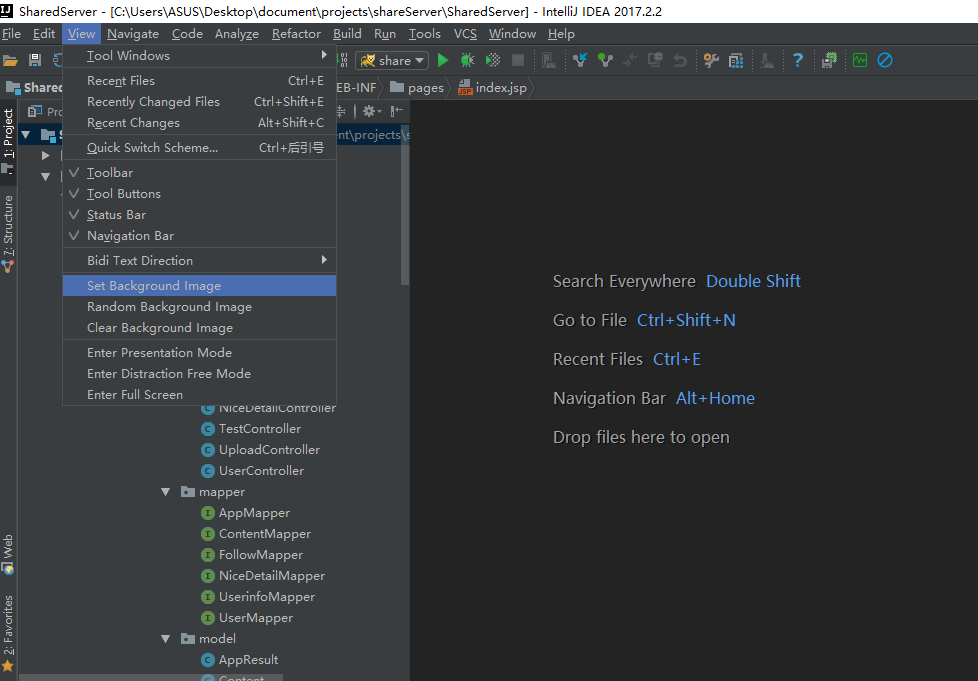 SharedServer - [C:\Users\ASUS\Desktop\document\projects\shareServer\SharedServer] - IntelliJ IDEA 2017.2.2
File Edit View Navigate Code Analyze Refactor Build Run Tools VCS Window Help
share
EB-INF pages index.jsp
Tool Windows
Recent Files Ctrl+E
Recently Changed Files Ctrl+Shift+E
Recent Changes Alt+Shift+C
Quick Switch Scheme... Ctrl+后引号
Toolbar
Tool Buttons
Status Bar
Navigation Bar
Bidi Text Direction
Set Background Image
Random Background Image
Clear Background Image
Enter Presentation Mode
Enter Distraction Free Mode
Enter Full Screen
1: Project
7: Structure
Web
2: Favorites
Shared
Pro
ent\projects\s
NiceDetailController
TestController
UploadController
UserController
mapper
AppMapper
ContentMapper
FollowMapper
NiceDetailMapper
UserinfoMapper
UserMapper
model
AppResult
Content
Search Everywhere Double Shift
Go to File Ctrl+Shift+N
Recent Files Ctrl+E
Navigation Bar Alt+Home
Drop files here to open